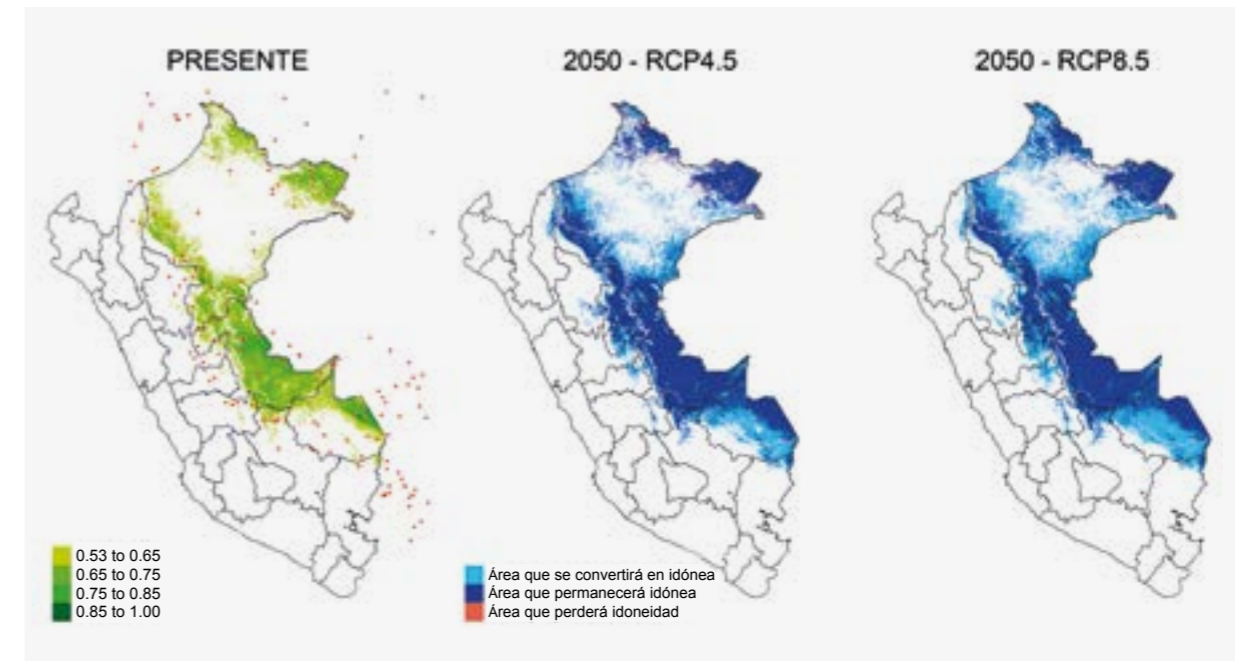 PRESENTE
2050 - RCP4.5
2050 - RCP8.5
0.53 to 0.65
0.65 to 0.75
0.75 to 0.85
0.85 to 1.00
Área que se convertirá en idónea
Área que permanecerá idónea
Área que perderá idoneidad